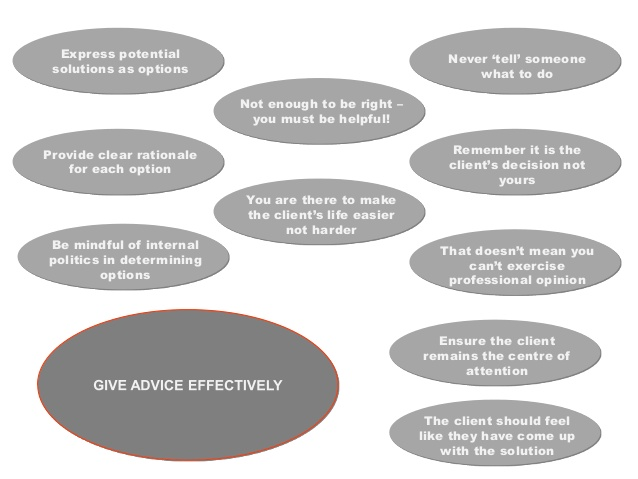 Express potential
solutions as options
Never ‘tell’ someone
what to do
Not enough to be right –
you must be helpful!
Provide clear rationale
for each option
Remember it is the
client’s decision not
yours
You are there to make
the client’s life easier
not harder
Be mindful of internal
politics in determining
options
That doesn’t mean you
can’t exercise
professional opinion
GIVE ADVICE EFFECTIVELY
Ensure the client
remains the centre of
attention
The client should feel
like they have come up
with the solution